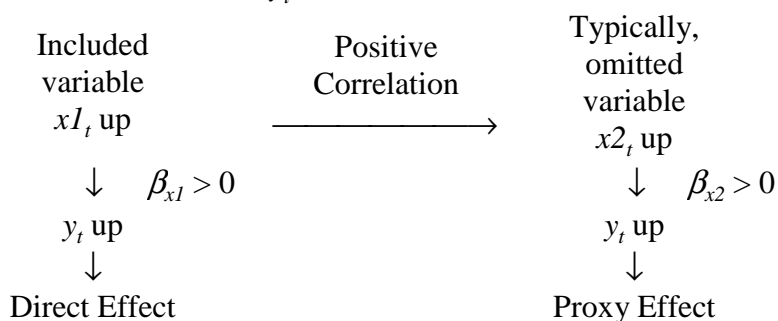 Included
variable
x1t up
Positive
Correlation
Typically,
omitted
variable
x2t up
↓ βx1 > 0
↓ βx2 > 0
yt up
yt up
↓
↓
Direct Effect
Proxy Effect